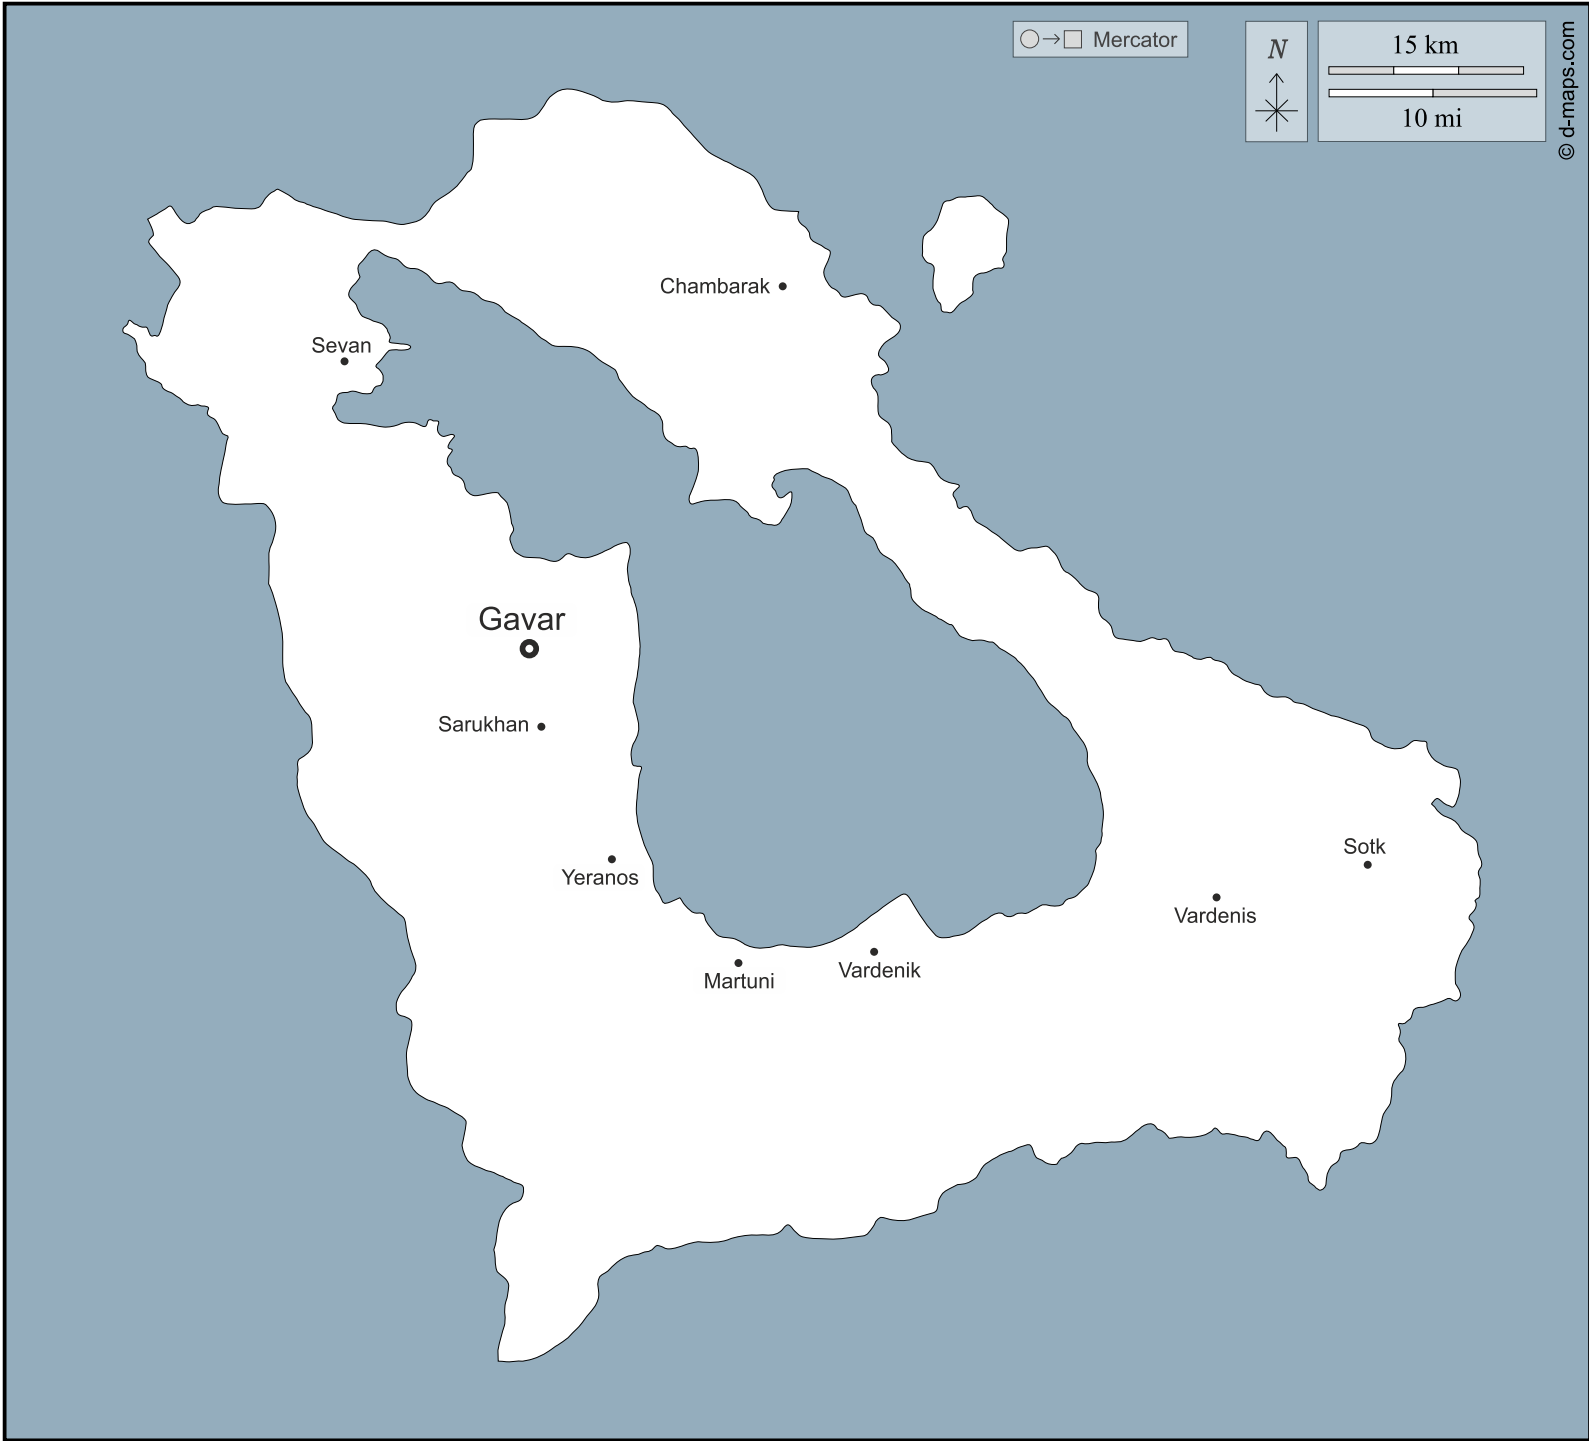 Mercator
N
15 km
10 mi
© d-maps.com
Chambarak
Sevan
Gavar
Sarukhan
Yeranos
Sotk
Vardenis
Martuni
Vardenik